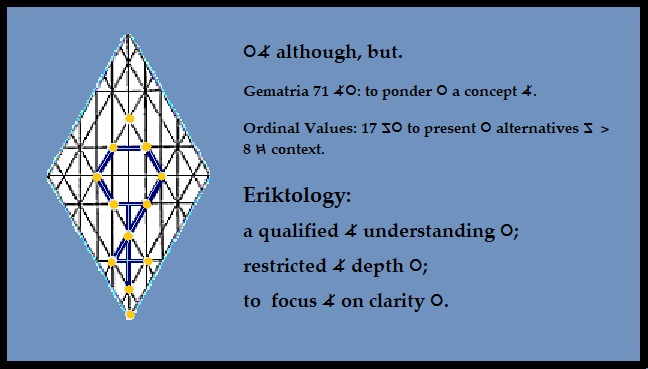 O∡ although, but.
Gematria 71 ∡O: to ponder O a concept ∡.
Ordinal Values: 17 ZO to present O alternatives Z >
8 H context.
Eriktology:
a qualified ∡ understanding O;
restricted ∡ depth O;
to focus ∡ on clarity O.